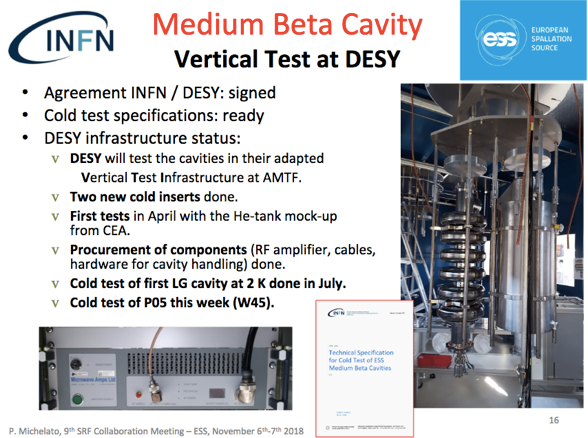 INFN
Medium Beta Cavity
Vertical Test at DESY
ess
EUROPEAN
SPALLATION
SOURCE
• Agreement INFN / DESY: signed
• Cold test specifications: ready
• DESY infrastructure status:
v DESY will test the cavities in their adapted
Vertical Test Infrastructure at AMTF.
v Two new cold inserts done.
v First tests in April with the He-tank mock-up
from CEA.
v Procurement of components (RF amplifier, cables,
hardware for cavity handling) done.
v Cold test of first LG cavity at 2 K done in July.
v Cold test of P05 this week (W45).
Microwave Amps Ltd
INFN
Technical Specification
for Cold Test of ESS
Medium Beta Cavities
16
P. Michelato, 9th SRF Collaboration Meeting – ESS, November 6th-7th 2018